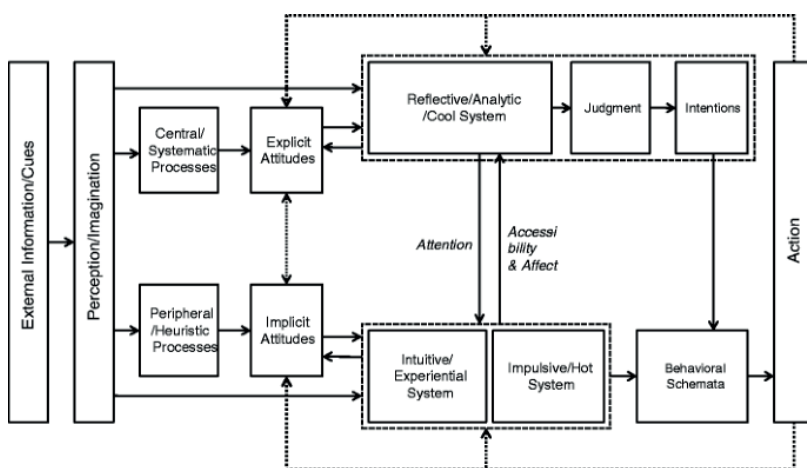 External Information/Cues
Perception/Imagination
Central/
Systematic
Processes
Explicit
Attitudes
Reflective/Analytic
/Cool System
Judgment
Intentions
Action
Attention
Accessi
bility
& Affect
Peripheral
/Heuristic
Processes
Implicit
Attitudes
Intuitive/
Experiential
System
Impulsive/Hot
System
Behavioral
Schemata